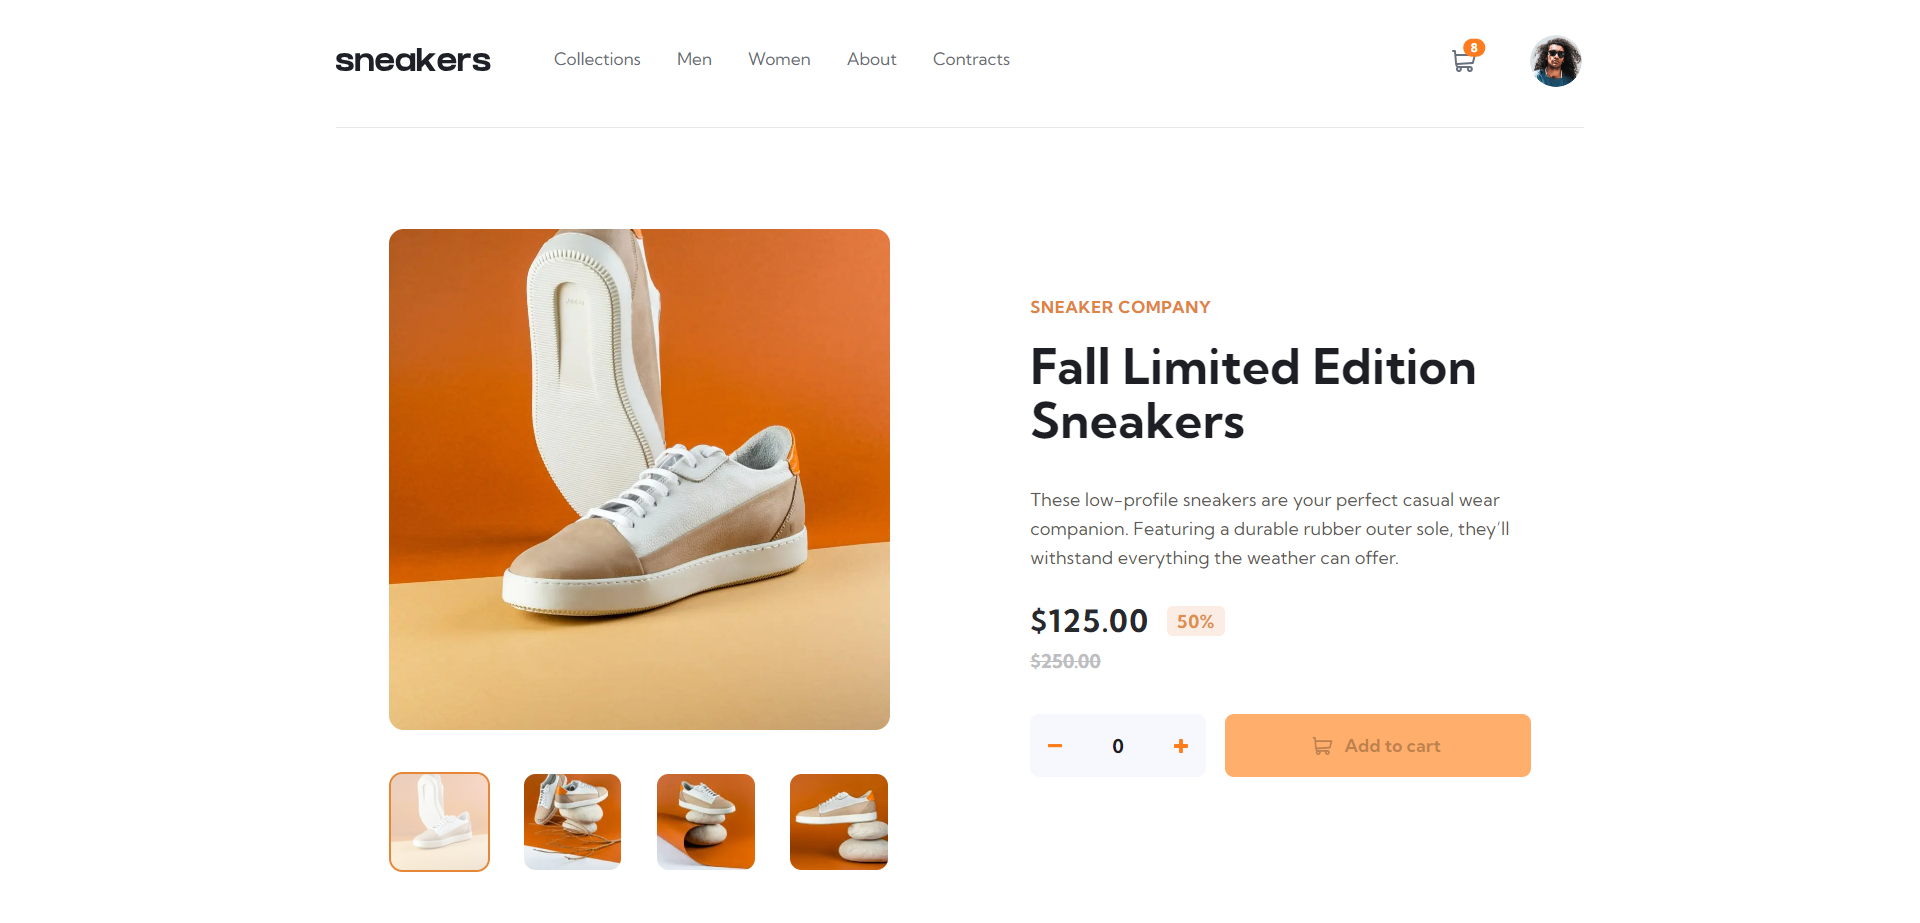 sneakers
Collections
Men
Women
About
Contracts
8
SNEAKER COMPANY
Fall Limited Edition
Sneakers
These low-profile sneakers are your perfect casual wear
companion. Featuring a durable rubber outer sole, they'll
withstand everything the weather can offer.
$125.00
50%
$250.00
0
Add to cart